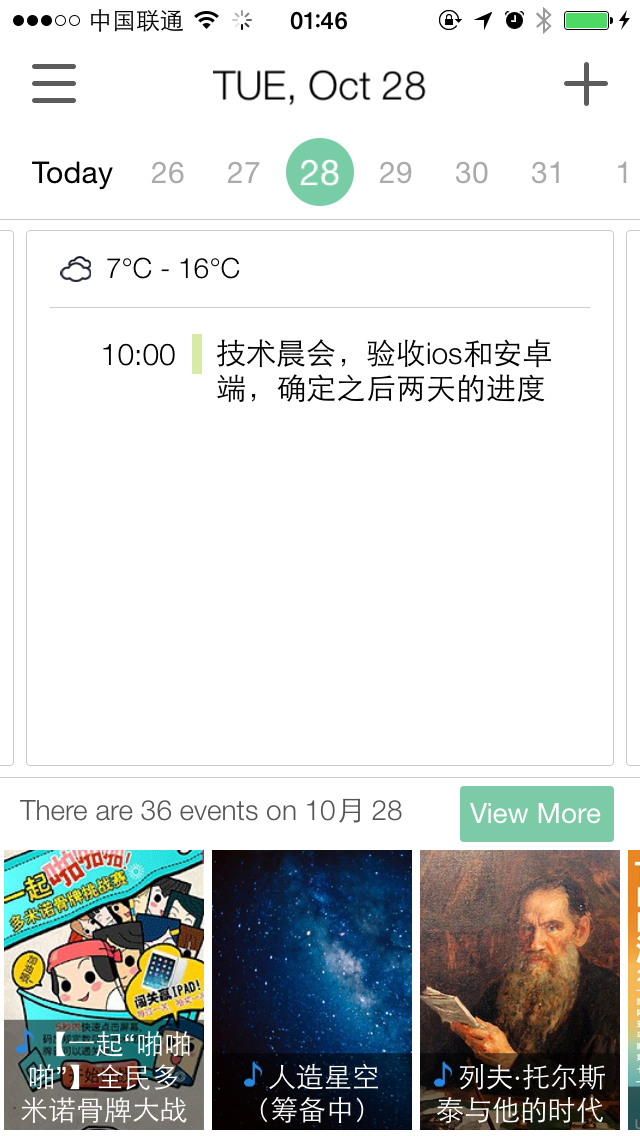 中国联通 01:46
TUE, Oct 28
Today 26 27 28 29 30 31 1
7°C - 16°C
10:00 技术晨会，验收ios和安卓
端，确定之后两天的进度
There are 36 events on 10月 28
View More
一起啪啪啪!
多米诺骨牌挑战赛
加油啊
闯关赢IPAD!
【一起“啪啪
啪”】全民多
米诺骨牌大战
人造星空
（筹备中）
列夫·托尔斯
泰与他的时代